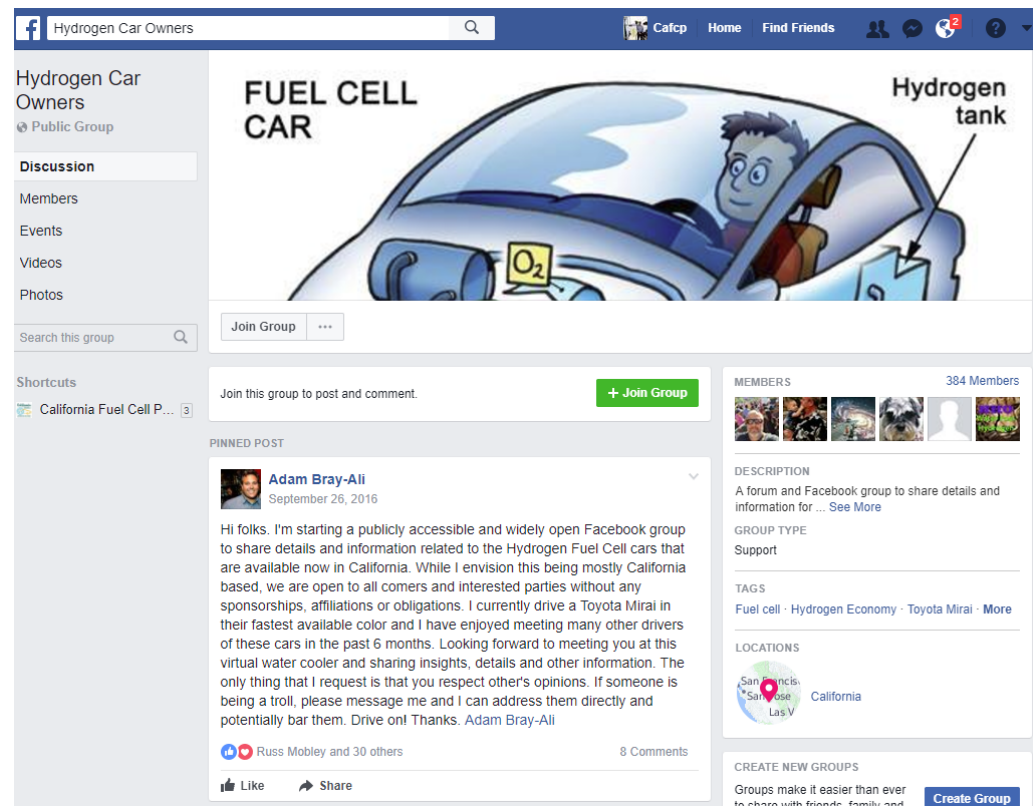 f
Hydrogen Car Owners
Cafcp
Home
Find Friends
2
?
Hydrogen Car
Owners
Public Group
Discussion
Members
Events
Videos
Photos
Search this group
Shortcuts
California Fuel Cell P... 3
FUEL CELL
CAR
Hydrogen
tank
O2
Join Group
...
Join this group to post and comment.
+ Join Group
PINNED POST
Adam Bray-Ali
September 26, 2016
Hi folks. I'm starting a publicly accessible and widely open Facebook group
to share details and information related to the Hydrogen Fuel Cell cars that
are available now in California. While I envision this being mostly California
based, we are open to all comers and interested parties without any
sponsorships, affiliations or obligations. I currently drive a Toyota Mirai in
their fastest available color and I have enjoyed meeting many other drivers
of these cars in the past 6 months. Looking forward to meeting you at this
virtual water cooler and sharing insights, details and other information. The
only thing that I request is that you respect other's opinions. If someone is
being a troll, please message me and I can address them directly and
potentially bar them. Drive on! Thanks. Adam Bray-Ali
Russ Mobley and 30 others
8 Comments
Like
Share
MEMBERS
384 Members
DESCRIPTION
A forum and Facebook group to share details and
information for ... See More
GROUP TYPE
Support
TAGS
Fuel cell · Hydrogen Economy · Toyota Mirai · More
LOCATIONS
Las V
California
CREATE NEW GROUPS
Groups make it easier than ever
to share with friends, family and
Create Group